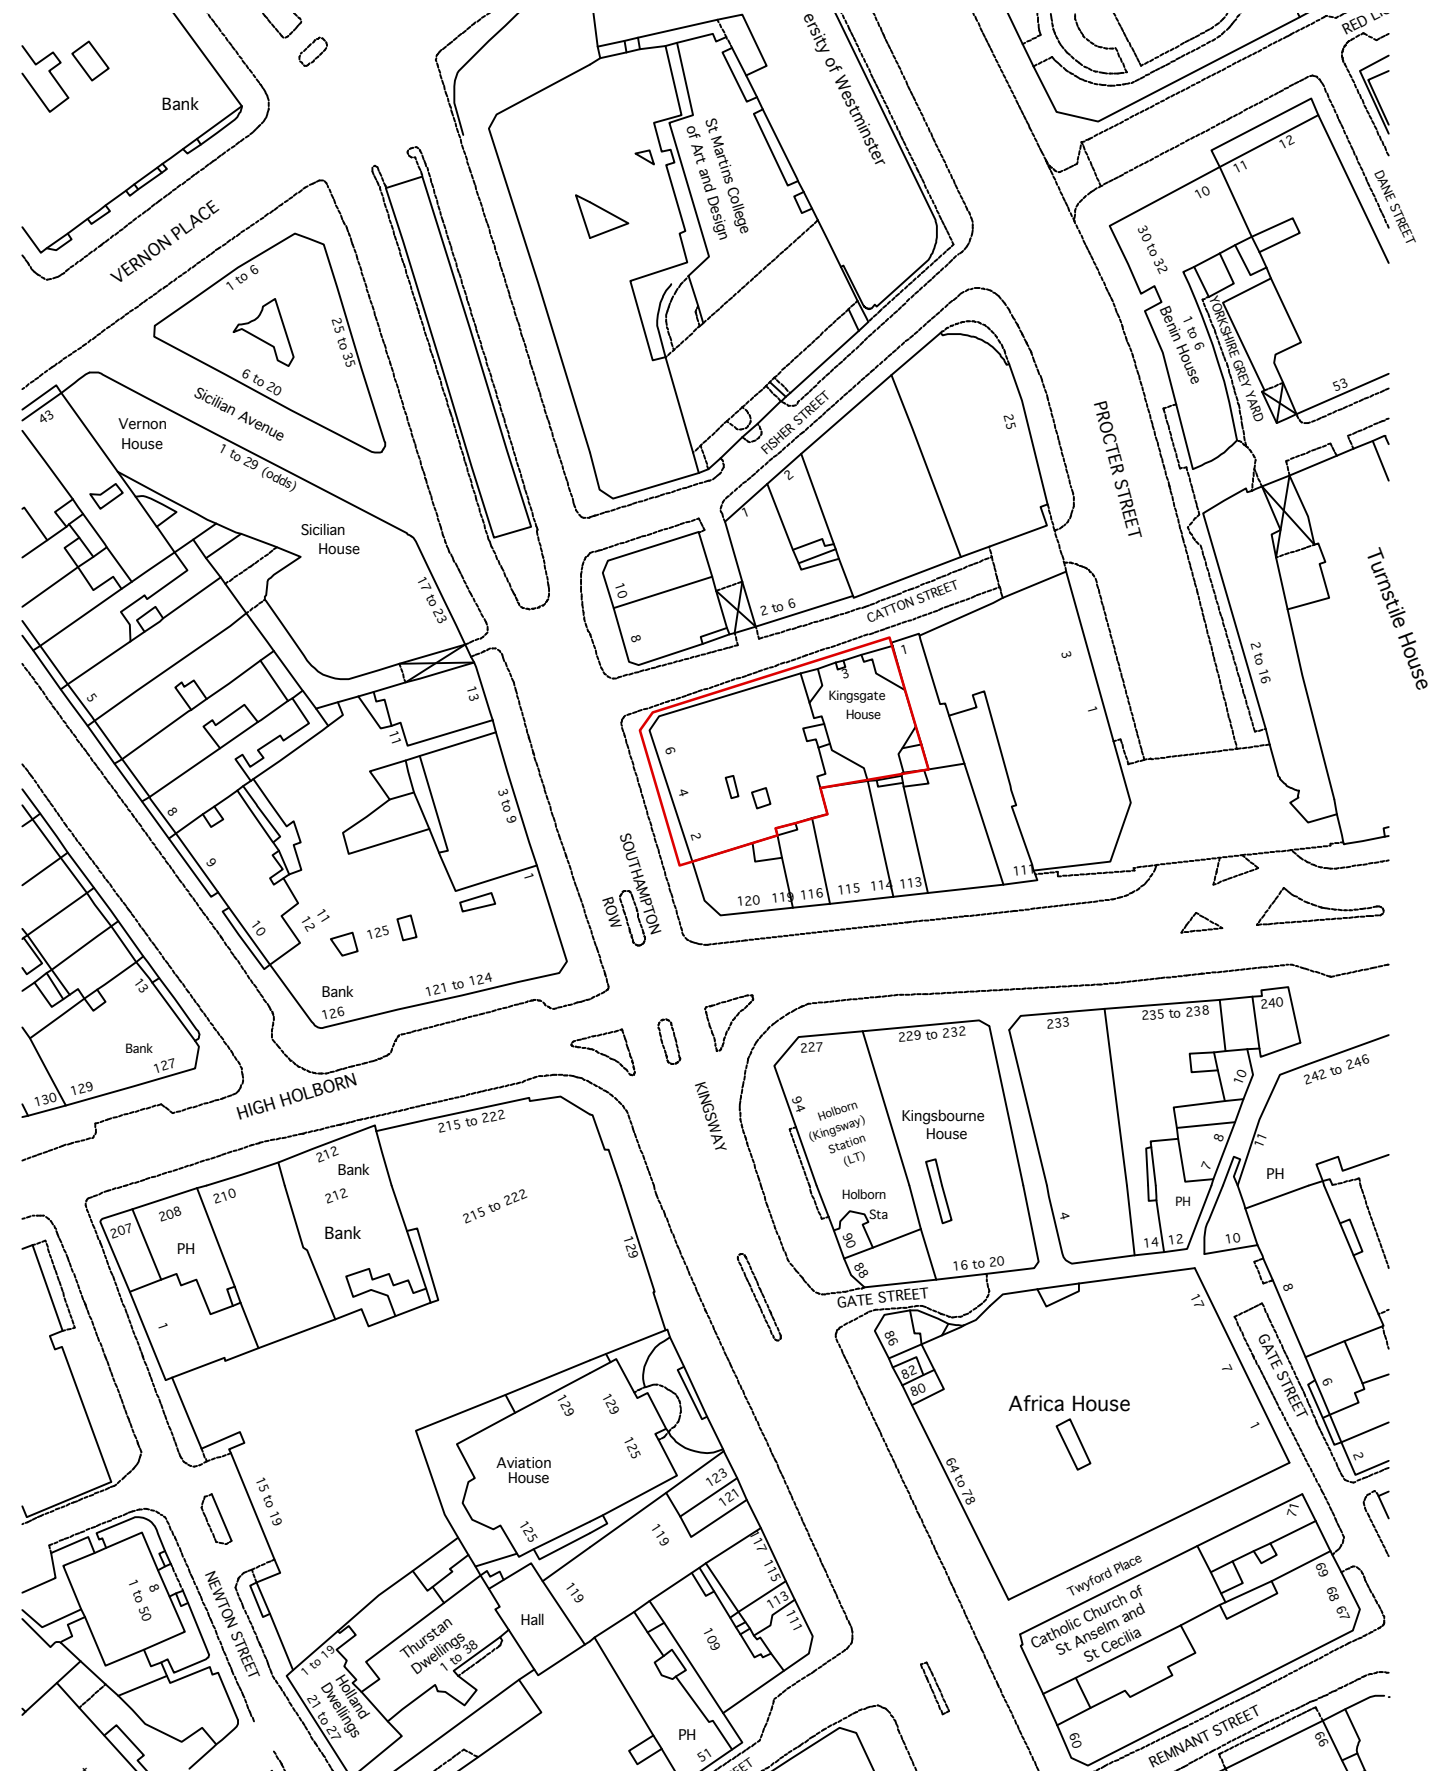 RED
ersity of Westminster
Bank
St Martins College
of Art and Design
12
11
10
DANE STREET
VERNON PLACE
30 to 32
1 to 6
25 to 35
6 to 20
Sicilian Avenue
1 to 6
Benin House
YORKSHIRE GREY YARD
53
43
Vernon
House
1 to 29 (odds)
FISHER STREET
25
PROCTER STREET
2
1
Sicilian
House
17 to 23
10
8
2 to 6
CATTON STREET
Turnstile House
2 to 16
3
1
1
3
Kingsgate
House
5
13
11
6
4
2
3 to 9
1
8
9
10
11
12
125
SOUTHAMPTON
ROW
120
119
116
115
114
113
111
Bank
126
121 to 124
13
Bank
127
129
130
HIGH HOLBORN
KINGSWAY
227
229 to 232
233
235 to 238
240
242 to 246
94
Holborn
(Kingsway)
Station
(LT)
Kingsbourne
House
Holborn
Sta
90
88
16 to 20
4
14
12
PH
7
8
10
11
PH
10
8
215 to 222
212
Bank
212
Bank
215 to 222
210
208
PH
207
1
129
GATE STREET
86
82
80
17
7
1
GATE STREET
6
2
Africa House
64 to 78
129
129
125
Aviation
House
125
123
121
119
119
117
115
113
111
109
15 to 19
NEWTON STREET
8
1 to 50
Hall
Thurstan
Dwellings
1 to 38
1 to 19
Holland
Dwellings
21 to 27
PH
51
Twyford Place
71
69
68
67
Catholic Church of
St Anselm and
St Cecilia
60
REMNANT STREET
66